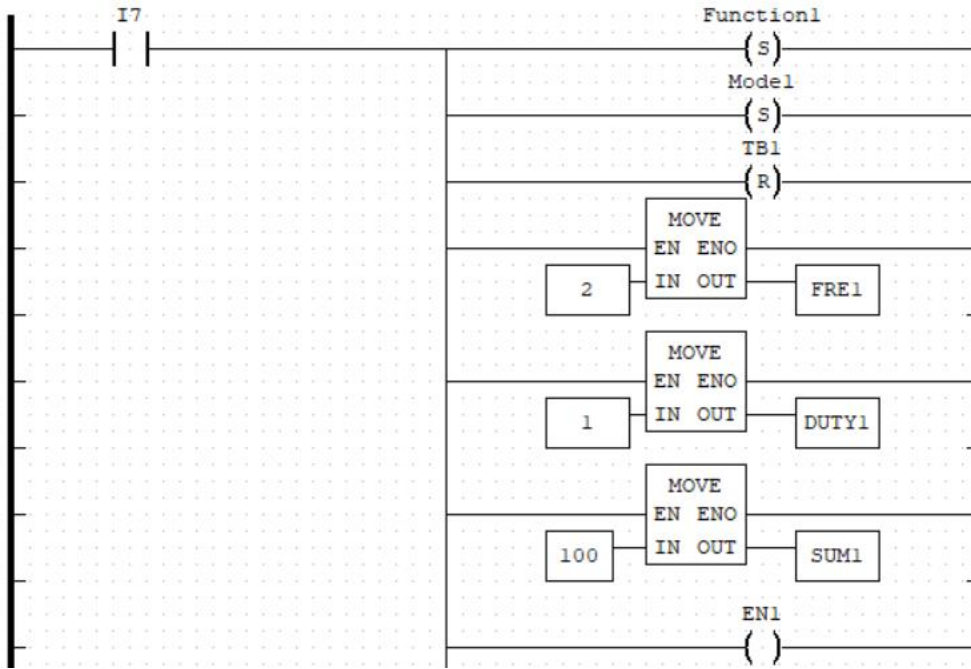 I7
Function1
(S)
Mode1
(S)
TB1
(R)
MOVE
EN ENO
2
IN OUT
FRE1
MOVE
EN ENO
1
IN OUT
DUTY1
MOVE
EN ENO
100
IN OUT
SUM1
EN1
( )